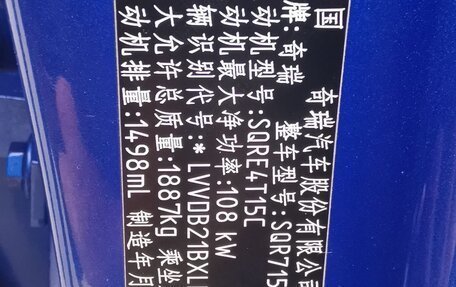 国 奇瑞汽车股份有限公司
牌:奇瑞 整车型号:SQR715
动机型号:SQRE4T15C
动机最大净功率:108 kW
辆识别代号:*LVVDB21BXL
大允许总质量:1887kg 乘坐
动机排量:1498mL 制造年月